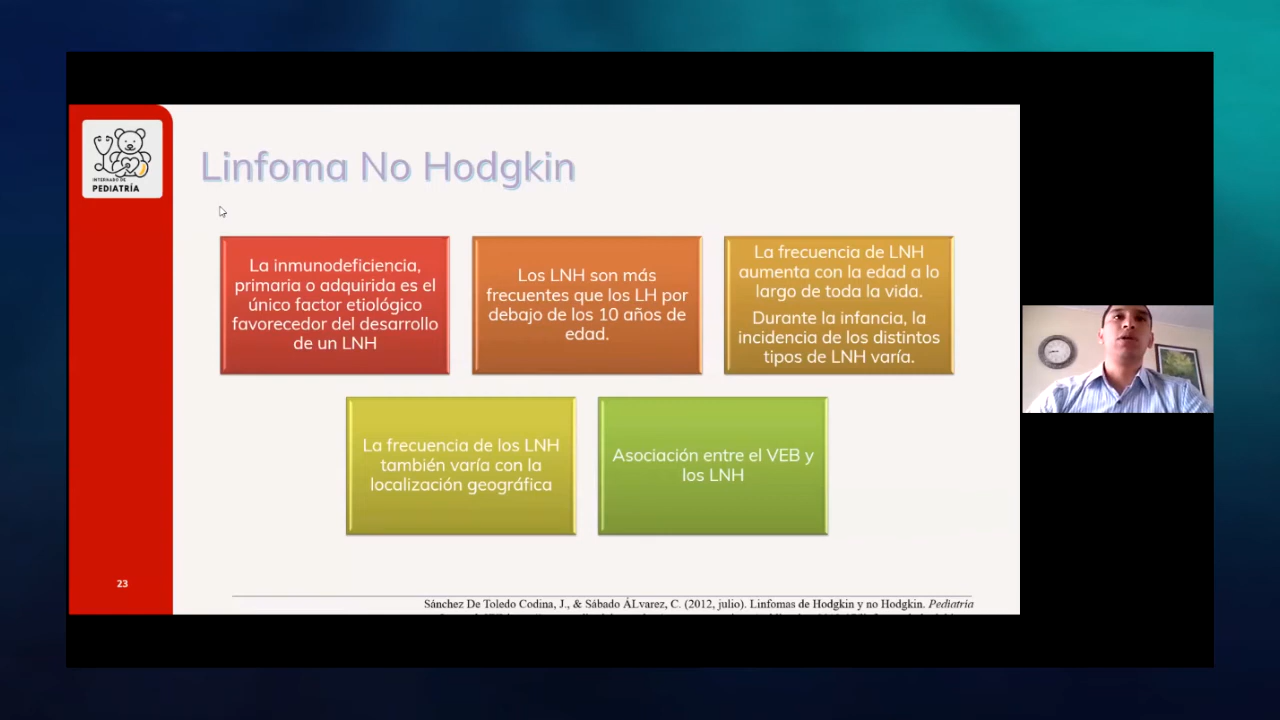 INTERNADO DE
PEDIATRÍA
Linfoma No Hodgkin
La inmunodeficiencia,
primaria o adquirida es el
único factor etiológico
favorecedor del desarrollo
de un LNH
Los LNH son más
frecuentes que los LH por
debajo de los 10 años de
edad.
La frecuencia de LNH
aumenta con la edad a lo
largo de toda la vida.
Durante la infancia, la
incidencia de los distintos
tipos de LNH varía.
La frecuencia de los LNH
también varía con la
localización geográfica
Asociación entre el VEB y
los LNH
23
Sánchez De Toledo Codina, J., & Sábado ÁLvarez, C. (2012, julio). Linfomas de Hodgkin y no Hodgkin. Pediatria